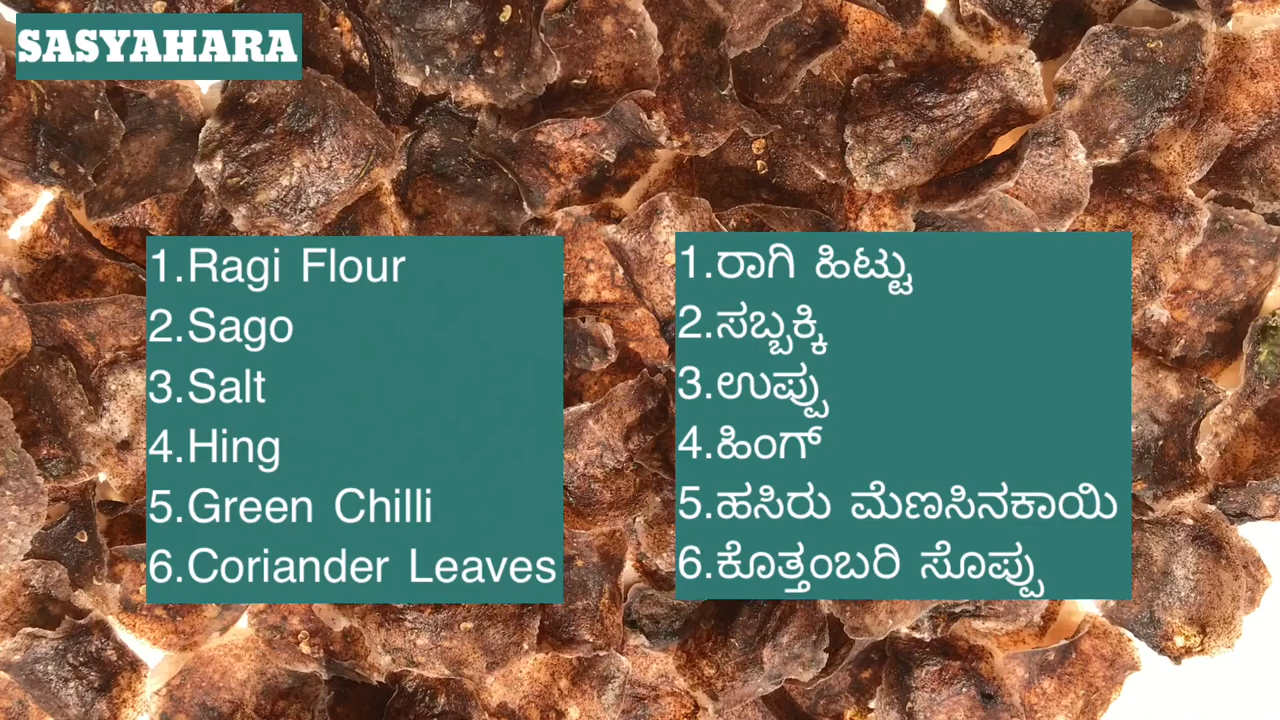 SASYAHARA
1.Ragi Flour
2.Sago
3.Salt
4.Hing
5.Green Chilli
6.Coriander Leaves
1.ರಾಗಿ ಹಿಟ್ಟು
2.ಸಬ್ಬಕ್ಕಿ
3.ಉಪ್ಪು
4.ಹಿಂಗ್
5.ಹಸಿರು ಮೆಣಸಿನಕಾಯಿ
6.ಕೊತ್ತಂಬರಿ ಸೊಪ್ಪು